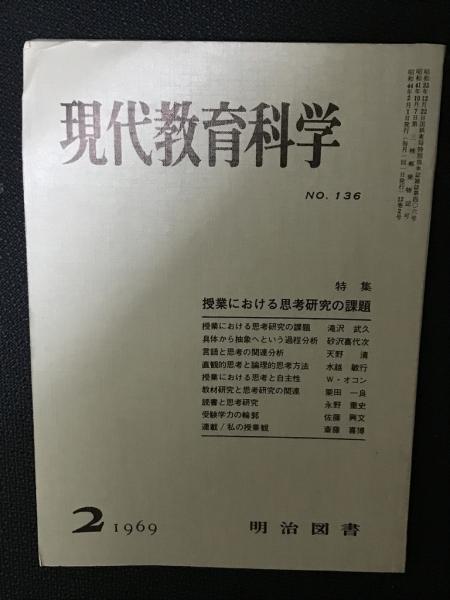 現代教育科学
NO. 136
特集
授業における思考研究の課題
授業における思考研究の課題 滝沢 武久
具体から抽象へという過程分析 砂沢喜代次
言語と思考の関連分析 天野 清
直観的思考と論理的思考方法 水越 敏行
授業における思考と自主性 W・オコン
教材研究と思考研究の関連 栗田 一良
読書と思考研究 永野 重史
受験学力の輪郭 佐藤 興文
連載/私の授業観 斎藤 喜博
2 1969
明治図書